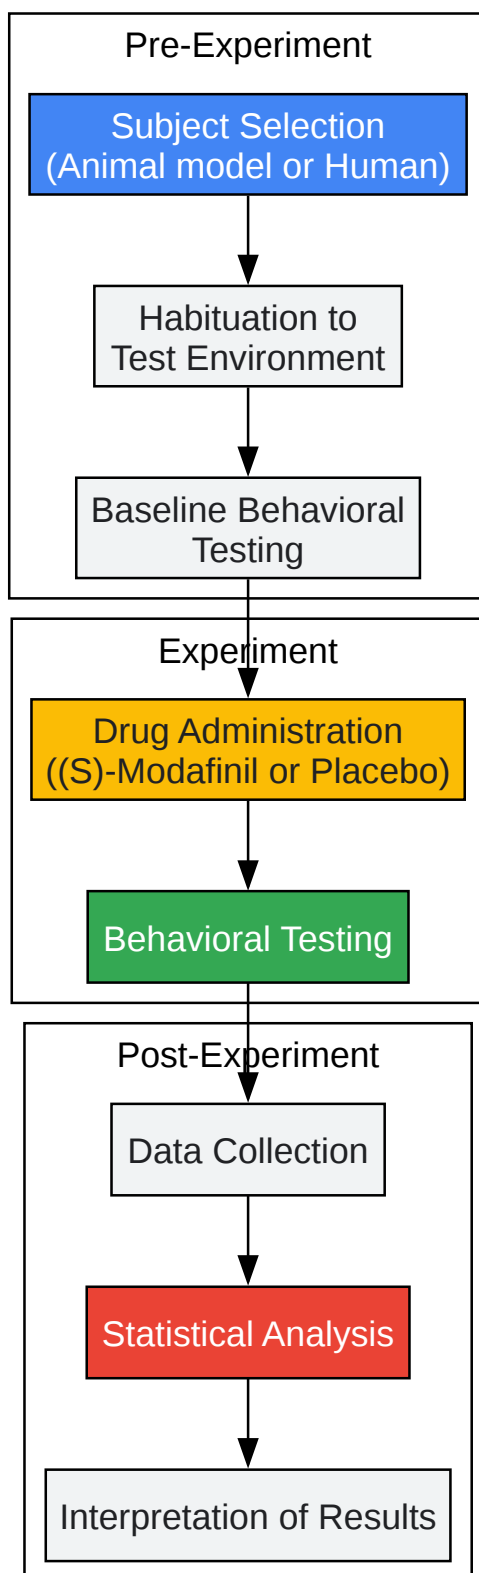 Pre-Experiment
Subject Selection
(Animal model or Human)
Habituation to
Test Environment
Baseline Behavioral
Testing
Experiment
Drug Administration
((S)-Modafinil or Placebo)
Behavioral Testing
Post-Experiment
Data Collection
Statistical Analysis
Interpretation of Results